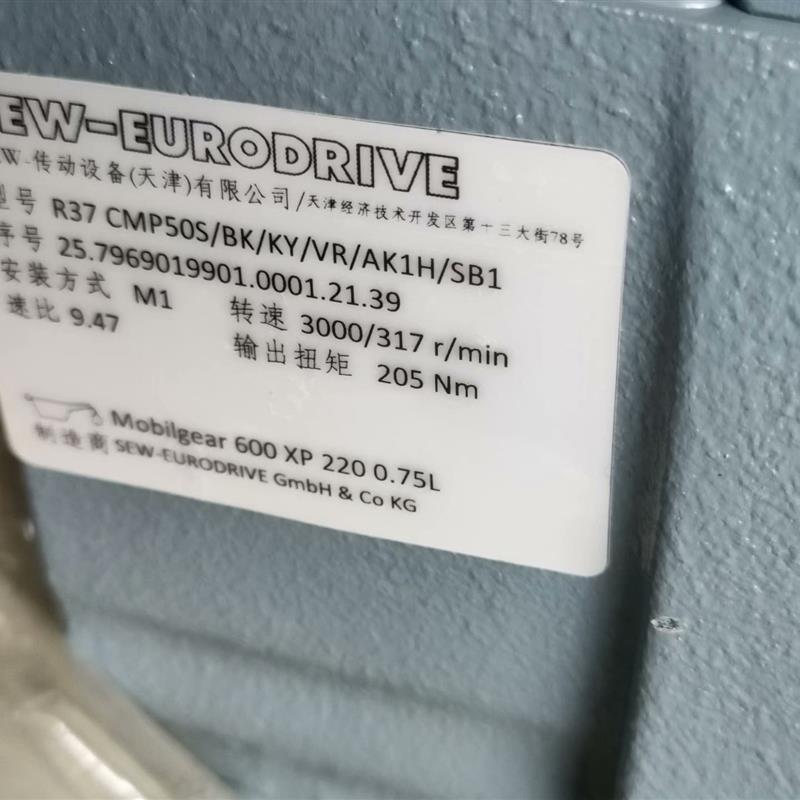 EW-EURODRIVE
W-传动设备(天津)有限公司/天津经济技术开发区第十三大街78号
型号 R37 CMP50S/BK/KY/VR/AK1H/SB1
序号 25.7969019901.0001.21.39
安装方式 M1 转速 3000/317 r/min
速比 9.47 输出扭矩 205 Nm
Mobilgear 600 XP 220 0.75L
制造商 SEW-EURODRIVE GmbH & Co KG